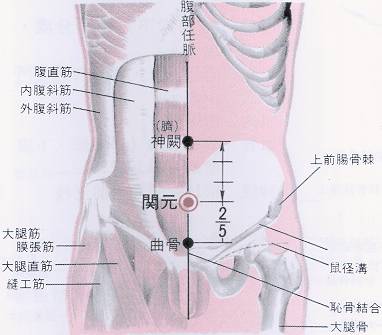 腹部任脈
腹直筋
内腹斜筋
外腹斜筋
(臍)
神闕
上前腸骨棘
関元
2
5
大腿筋
膜張筋
曲骨
大腿直筋
鼠径溝
縫工筋
恥骨結合
大腿骨